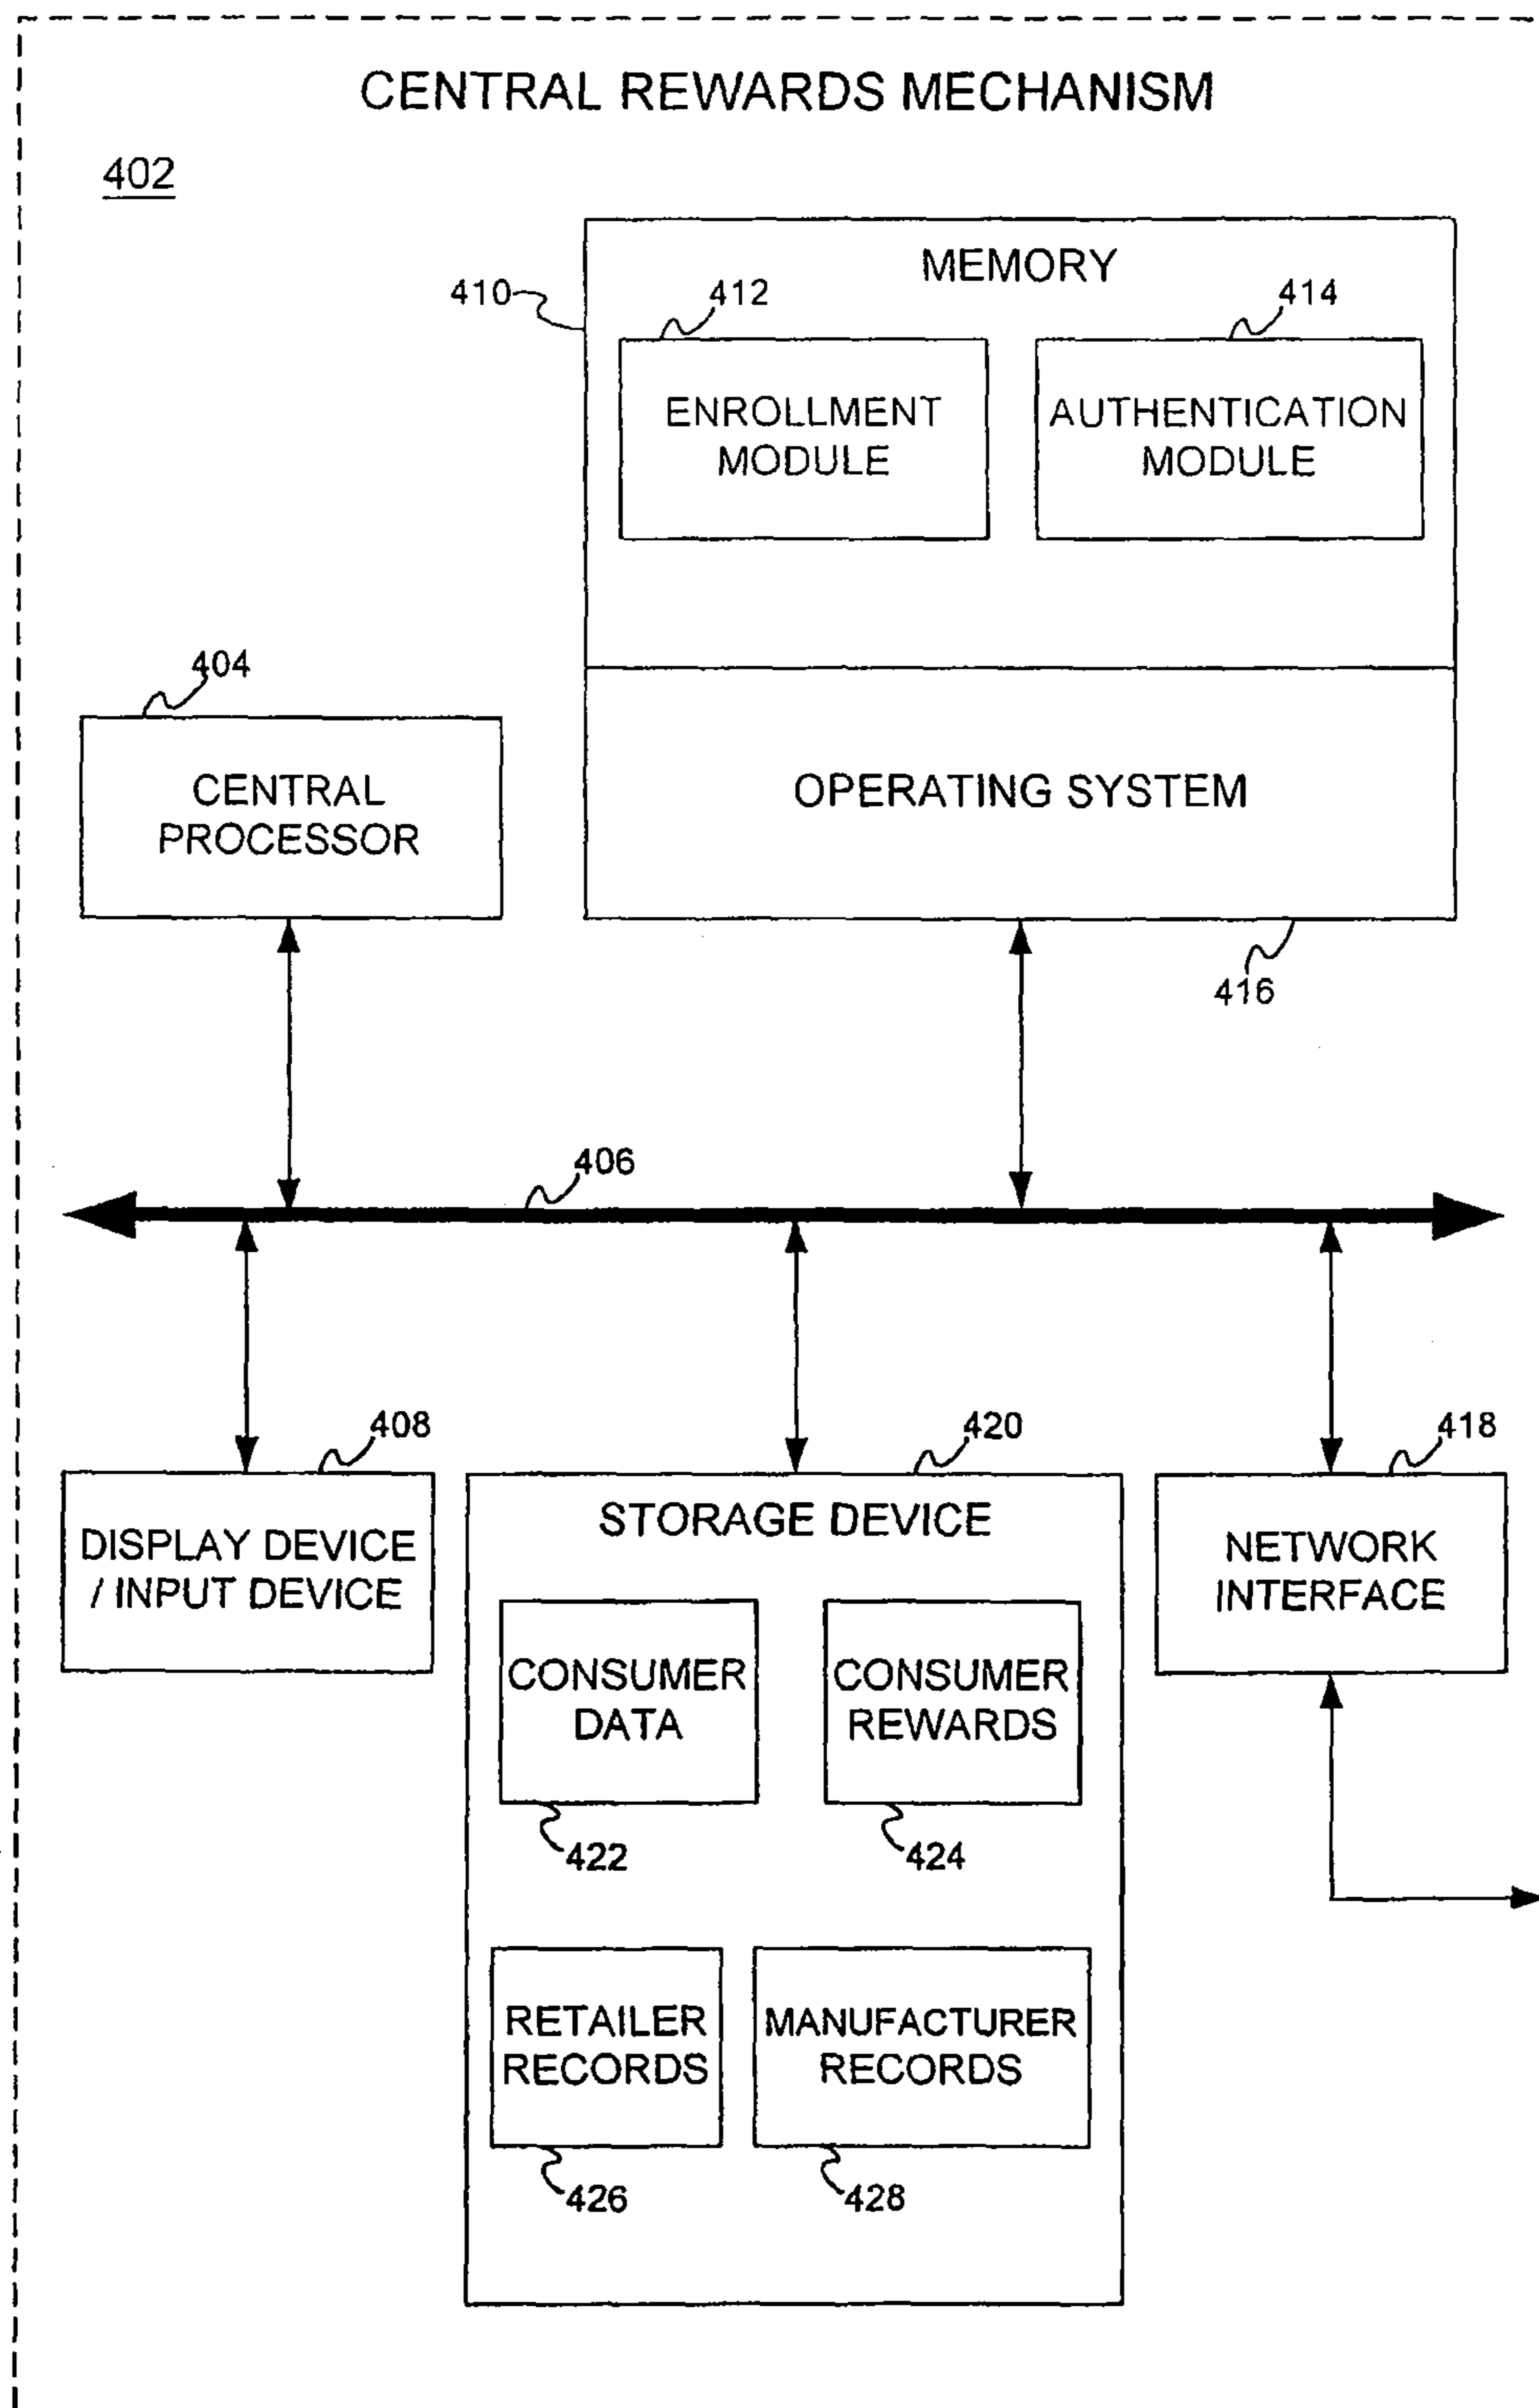 CENTRAL REWARDS MECHANISM
402
MEMORY
410
412
414
ENROLLMENT
MODULE
AUTHENTICATION
MODULE
404
CENTRAL
PROCESSOR
OPERATING SYSTEM
416
406
408
420
418
DISPLAY DEVICE
/ INPUT DEVICE
STORAGE DEVICE
NETWORK
INTERFACE
CONSUMER
DATA
CONSUMER
REWARDS
422
424
RETAILER
RECORDS
MANUFACTURER
RECORDS
426
428